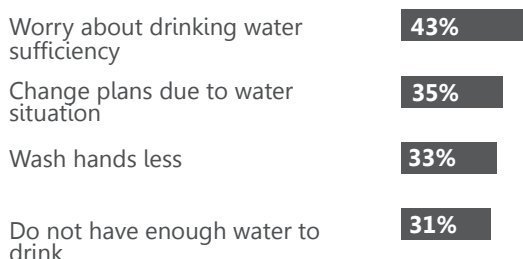 Worry about drinking water
sufficiency
43%
Change plans due to water
situation
35%
Wash hands less
33%
Do not have enough water to
drink
31%